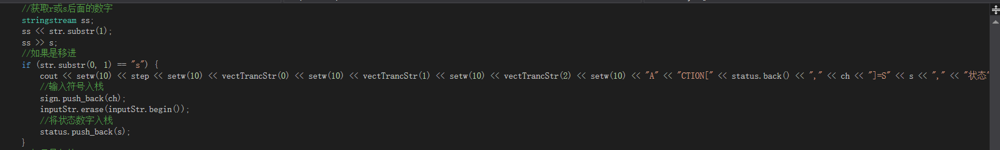 //获取r或s后面的数字
stringstream ss;
ss << str.substr(1);
ss >> s;
//如果是移进
if (str.substr(0, 1) == "s") {
cout << setw(10) << step << setw(10) << vectTrancStr(0) << setw(10) << vectTrancStr(1) << setw(10) << vectTrancStr(2) << setw(10) << "A" << "CTION[" << status.back() << "," << ch << "]=S" << s << "," << "状态"
//输入符号入栈
sign.push_back(ch);
inputStr.erase(inputStr.begin());
//将状态数字入栈
status.push_back(s);
}